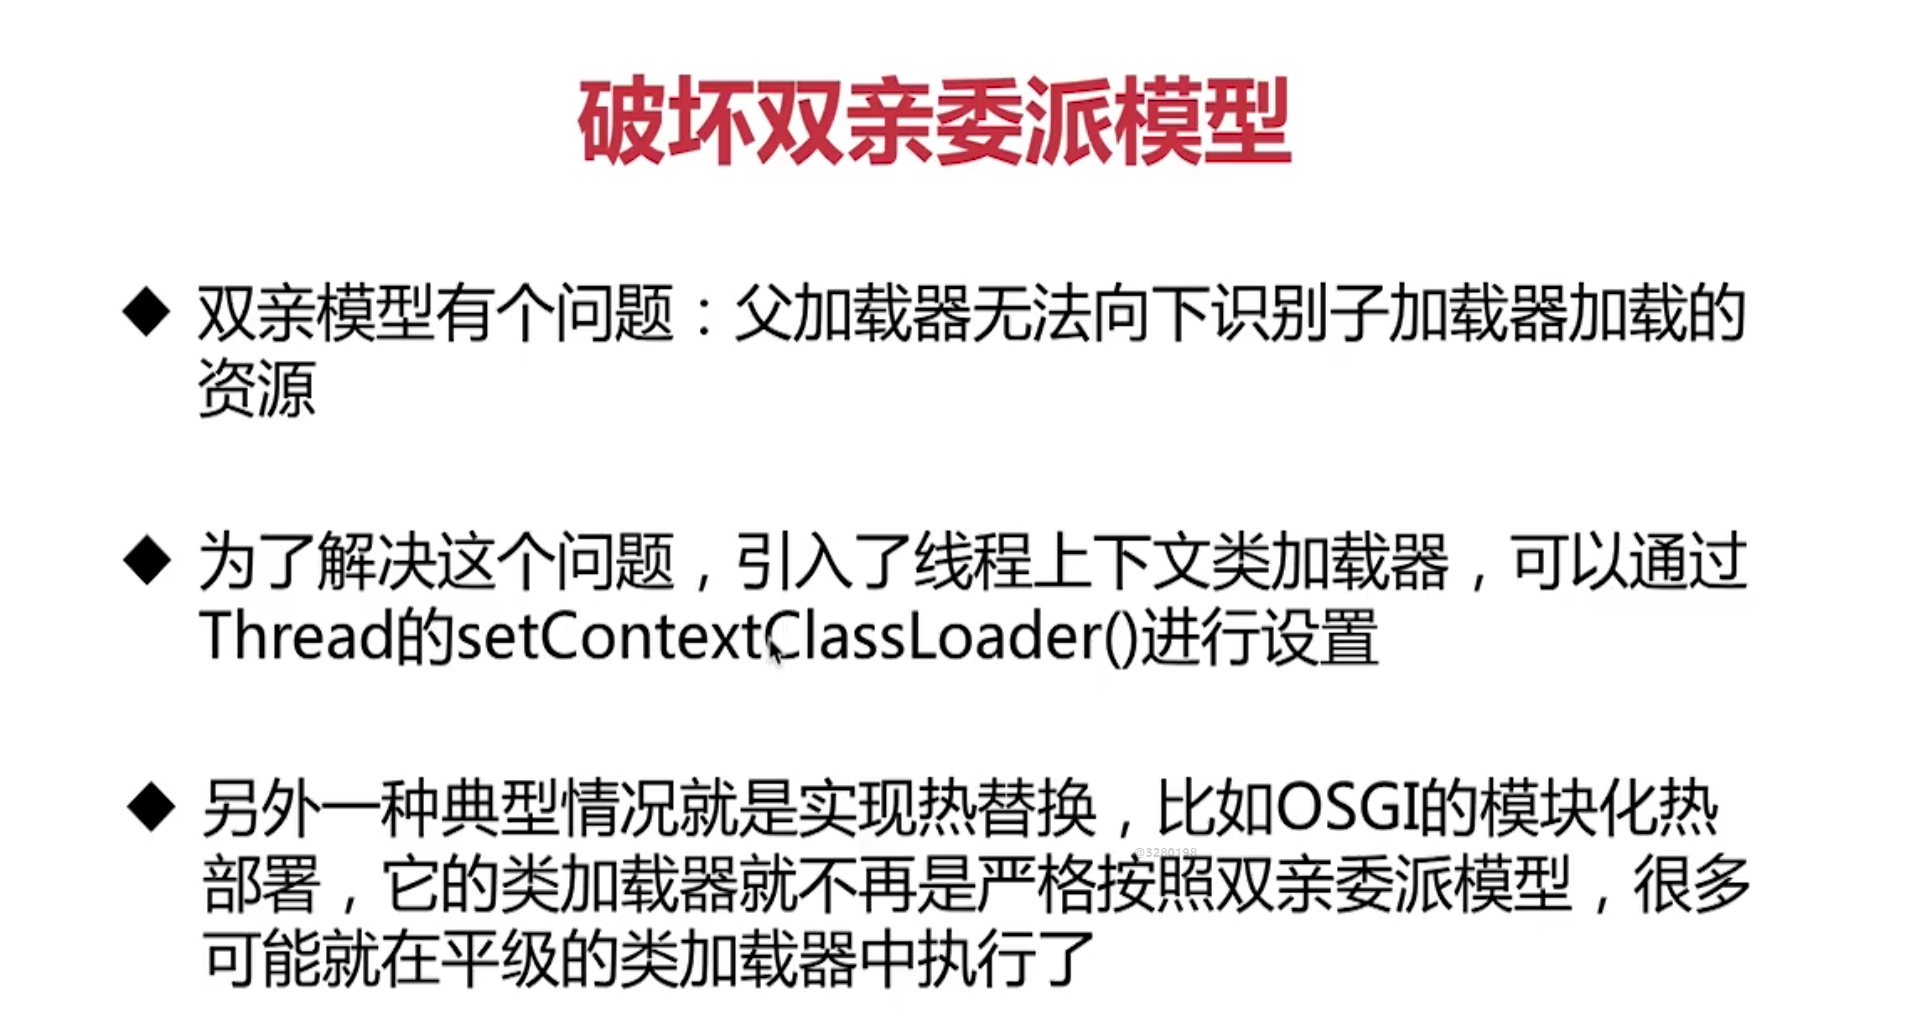 破坏双亲委派模型
双亲模型有个问题：父加载器无法向下识别子加载器加载的
资源
为了解决这个问题，引入了线程上下文类加载器，可以通过
Thread的setContextClassLoader()进行设置
另外一种典型情况就是实现热替换，比如OSGI的模块化热
@3280198
部署，它的类加载器就不再是严格按照双亲委派模型，很多
可能就在平级的类加载器中执行了